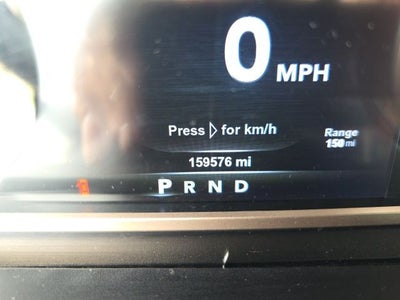 0 MPH
Press ▷ for km/h
Range
150 mi
159576 mi
P R N D